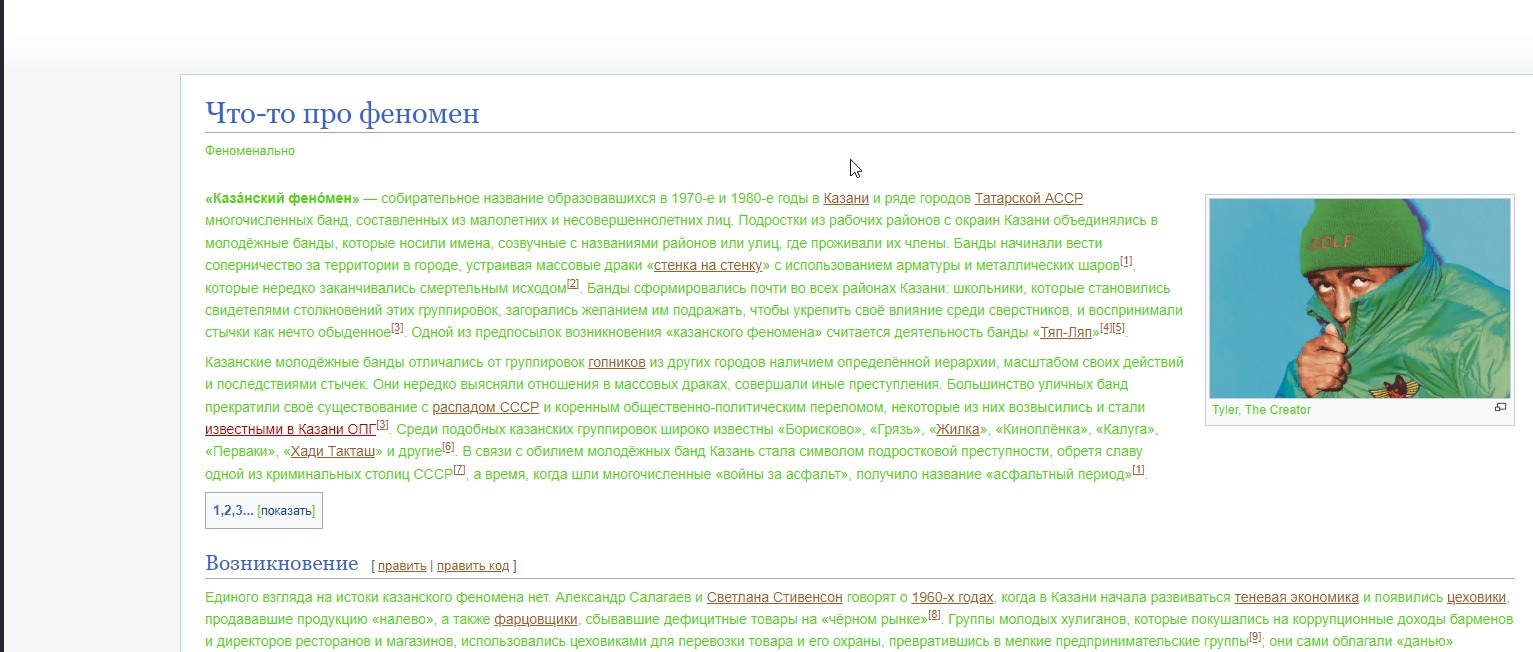 Что-то про феномен
Феноменально
«Каза́нский фено́мен» — собирательное название образовавшихся в 1970-е и 1980-е годы в Казани и ряде городов Татарской АССР
многочисленных банд, составленных из малолетних и несовершеннолетних лиц. Подростки из рабочих районов с окраин Казани объединялись в
молодёжные банды, которые носили имена, созвучные с названиями районов или улиц, где проживали их члены. Банды начинали вести
соперничество за территории в городе, устраивая массовые драки «стенка на стенку» с использованием арматуры и металлических шаров[1],
которые нередко заканчивались смертельным исходом[2]. Банды сформировались почти во всех районах Казани: школьники, которые становились
свидетелями столкновений этих группировок, загорались желанием им подражать, чтобы укрепить своё влияние среди сверстников, и воспринимали
стычки как нечто обыденное[3]. Одной из предпосылок возникновения «казанского феномена» считается деятельность банды «Тяп-Ляп»[4][5].
GOLF
Tyler, The Creator
Казанские молодёжные банды отличались от группировок гопников из других городов наличием определённой иерархии, масштабом своих действий
и последствиями стычек. Они нередко выясняли отношения в массовых драках, совершали иные преступления. Большинство уличных банд
прекратили своё существование с распадом СССР и коренным общественно-политическим переломом, некоторые из них возвысились и стали
известными в Казани ОПГ[3]. Среди подобных казанских группировок широко известны «Борисково», «Грязь», «Жилка», «Киноплёнка», «Калуга»,
«Перваки», «Хади Такташ» и другие[6]. В связи с обилием молодёжных банд Казань стала символом подростковой преступности, обретя славу
одной из криминальных столиц СССР[7], а время, когда шли многочисленные «войны за асфальт», получило название «асфальтный период»[1].
1,2,3... [показать]
Возникновение [ править | править код ]
Единого взгляда на истоки казанского феномена нет. Александр Салагаев и Светлана Стивенсон говорят о 1960-х годах, когда в Казани начала развиваться теневая экономика и появились цеховики,
продававшие продукцию «налево», а также фарцовщики, сбывавшие дефицитные товары на «чёрном рынке»[8]. Группы молодых хулиганов, которые покушались на коррупционные доходы барменов
и директоров ресторанов и магазинов, использовались цеховиками для перевозки товара и его охраны, превратившись в мелкие предпринимательские группы[9]; они сами облагали «данью»